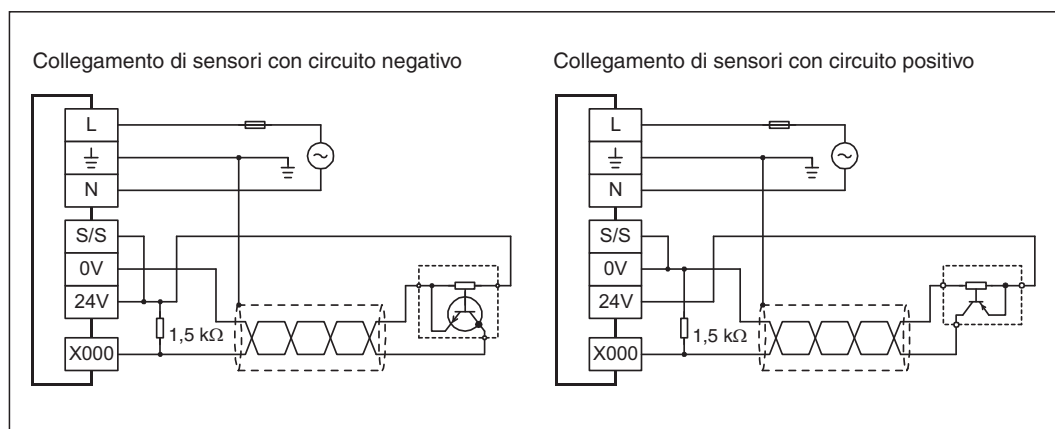 Collegamento di sensori con circuito negativo
L
N
S/S
0V
24V
1,5 kΩ
X000
Collegamento di sensori con circuito positivo
L
N
S/S
0V
24V
1,5 kΩ
X000